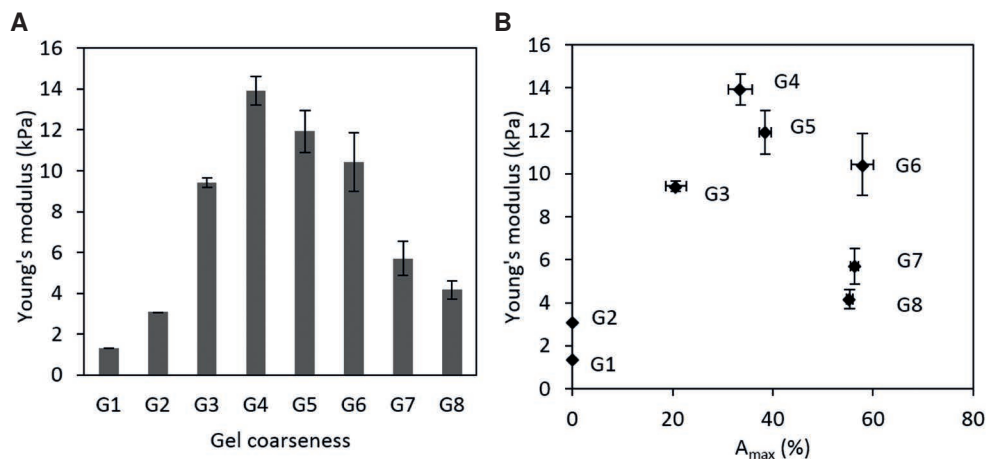 A
Young's modulus (kPa)
16
14
12
10
8
6
4
2
0
G1 G2 G3 G4 G5 G6 G7 G8
Gel coarseness
B
Young's modulus (kPa)
16
14
12
10
8
6
4
2
0
G4
G5
G6
G3
G7
G8
G2
G1
0 20 40 60 80
Amax (%)